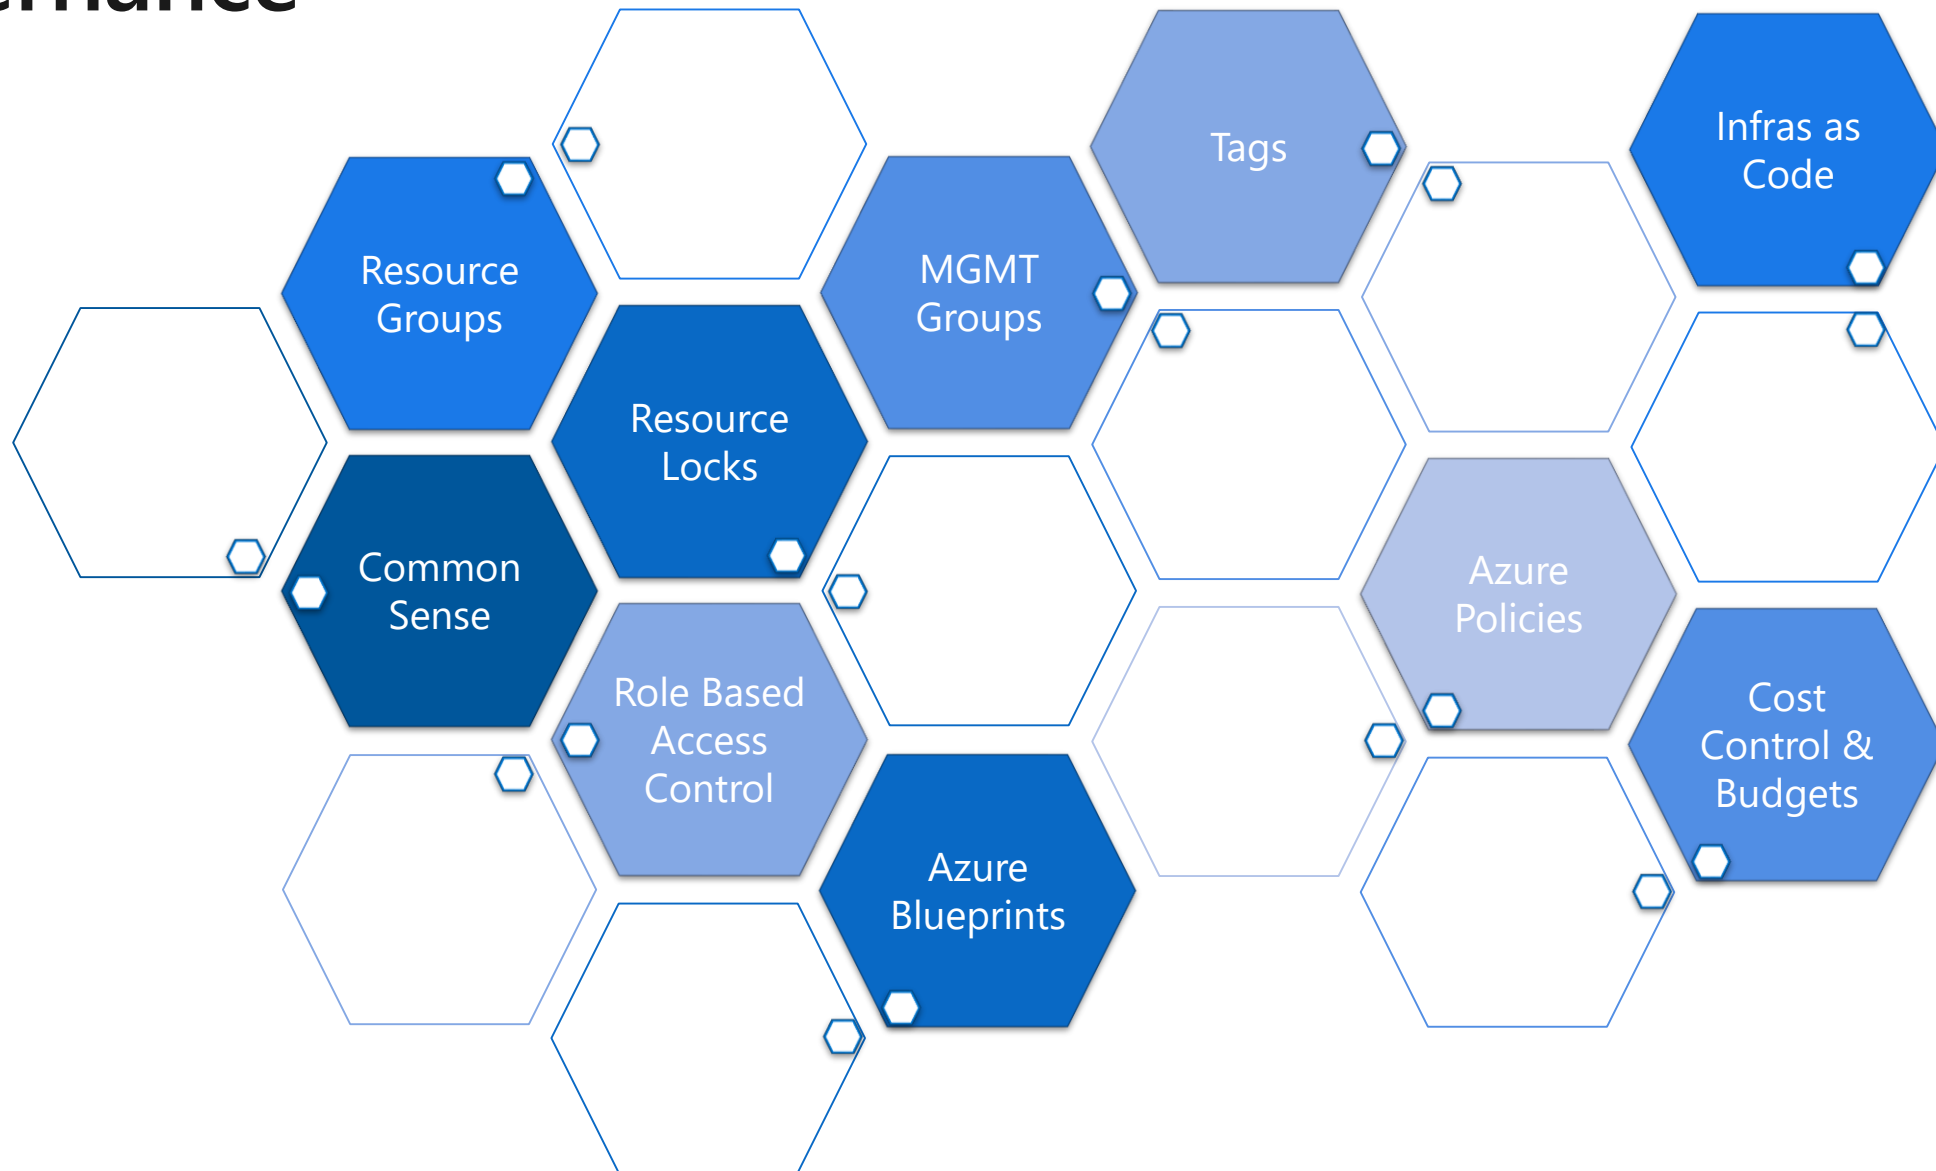 ernance
Tags
Infras as
Code
Resource
Groups
MGMT
Groups
Resource
Locks
Common
Sense
Azure
Policies
Role Based
Access
Control
Cost
Control &
Budgets
Azure
Blueprints